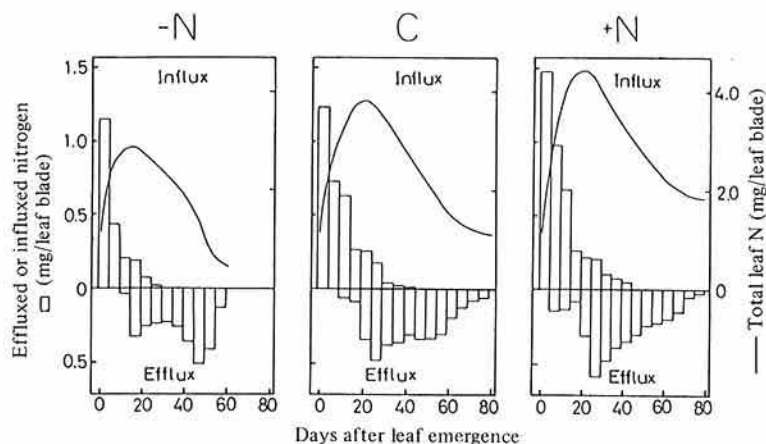 -N C +N
1.5 Influx Influx Influx
4.0
1.0
0.5 2.0
0 0
0.5 Efflux Efflux Efflux
0 20 40 60 80 0 20 40 60 80 0 20 40 60 80
Days after leaf emergence
Effluxed or influxed nitrogen
(mg/leaf blade)
Total leaf N (mg/leaf blade)